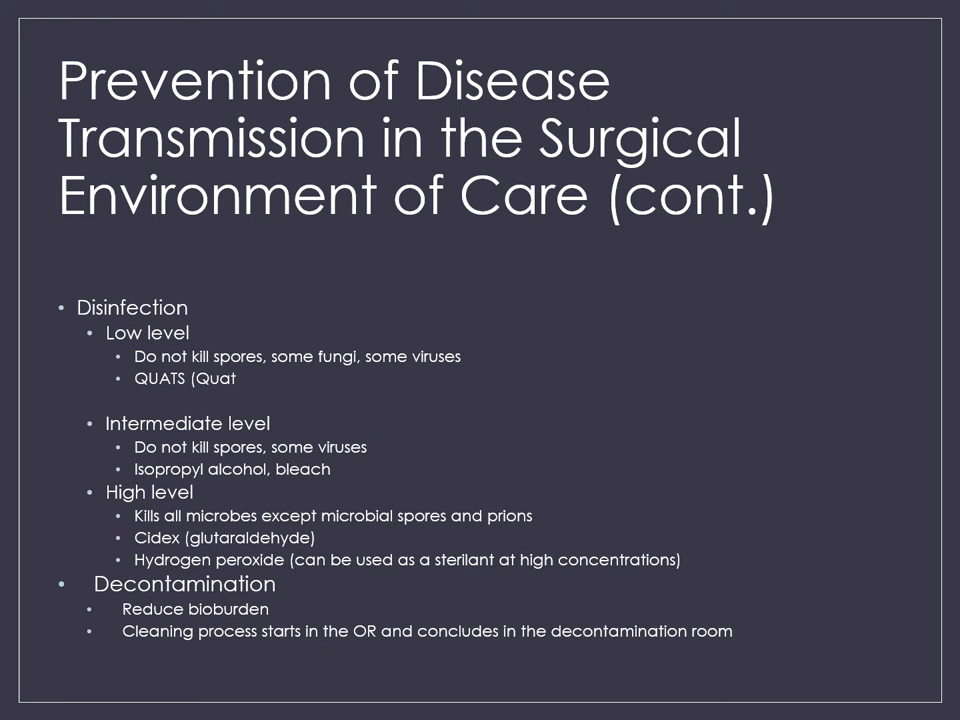 Prevention of Disease
Transmission in the Surgical
Environment of Care (cont.)
• Disinfection
• Low level
• Do not kill spores, some fungi, some viruses
• QUATS (Quat
• Intermediate level
• Do not kill spores, some viruses
• Isopropyl alcohol, bleach
• High level
• Kills all microbes except microbial spores and prions
• Cidex (glutaraldehyde)
• Hydrogen peroxide (can be used as a sterilant at high concentrations)
• Decontamination
• Reduce bioburden
• Cleaning process starts in the OR and concludes in the decontamination room